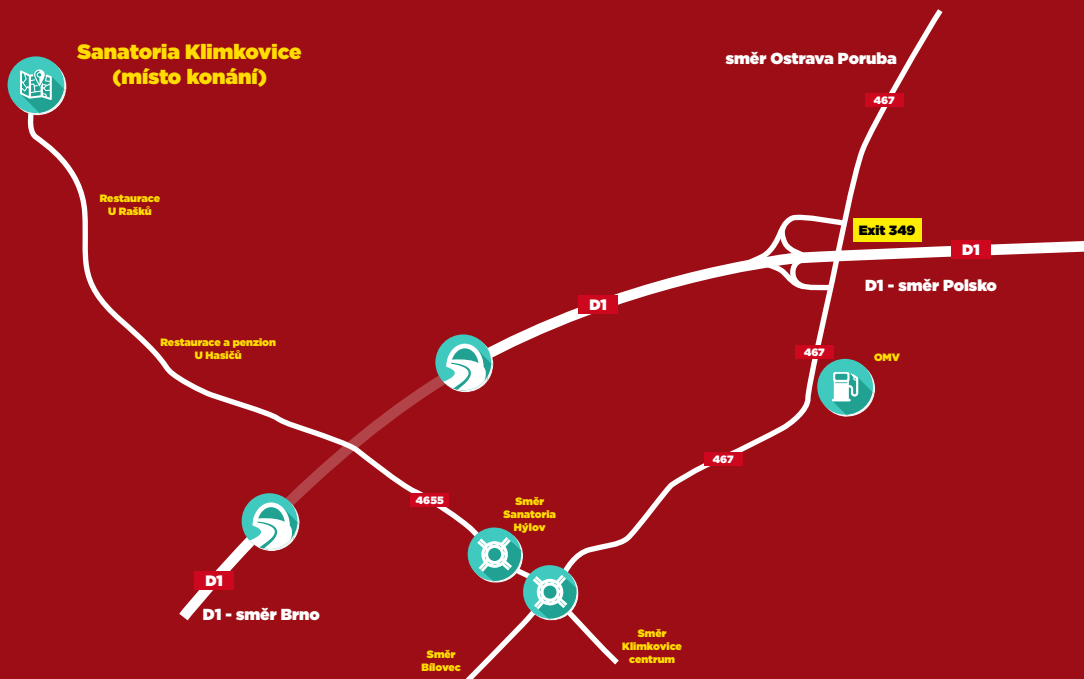 Sanatoria Klimkovice
(místo konání)
směr Ostrava Poruba
467
Restaurace
U Rašků
Exit 349
D1
D1 - směr Polsko
D1
Restaurace a penzion
U Hasičů
467
OMV
467
4655
Směr
Sanatoria
Hýlov
D1
D1 - směr Brno
Směr
Bílovec
Směr
Klimkovice
centrum